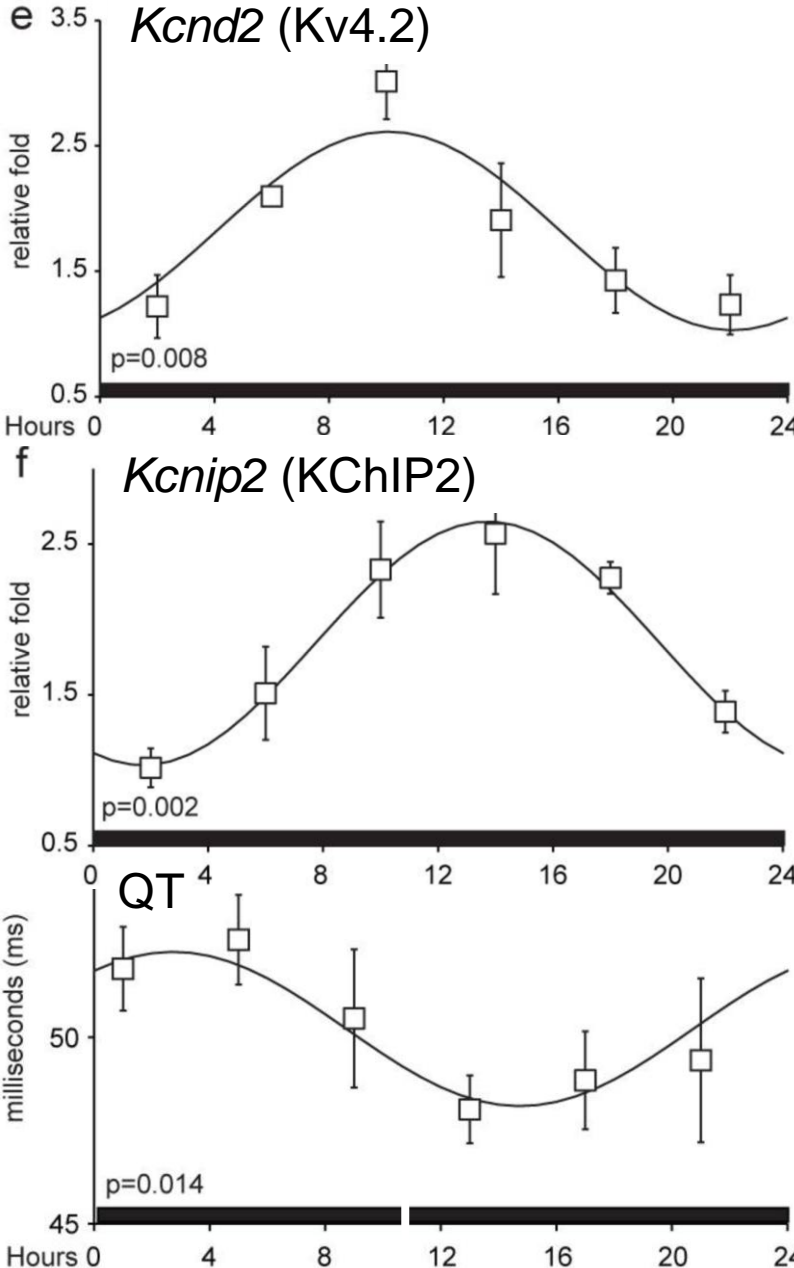 e
Kcnd2 (Kv4.2)
3.5
2.5
1.5
0.5
relative fold
p=0.008
Hours 0 4 8 12 16 20 24
f
Kcnip2 (KChIP2)
2.5
1.5
0.5
relative fold
p=0.002
0 4 8 12 16 20 24
QT
50
45
milliseconds (ms)
p=0.014
Hours 0 4 8 12 16 20 24